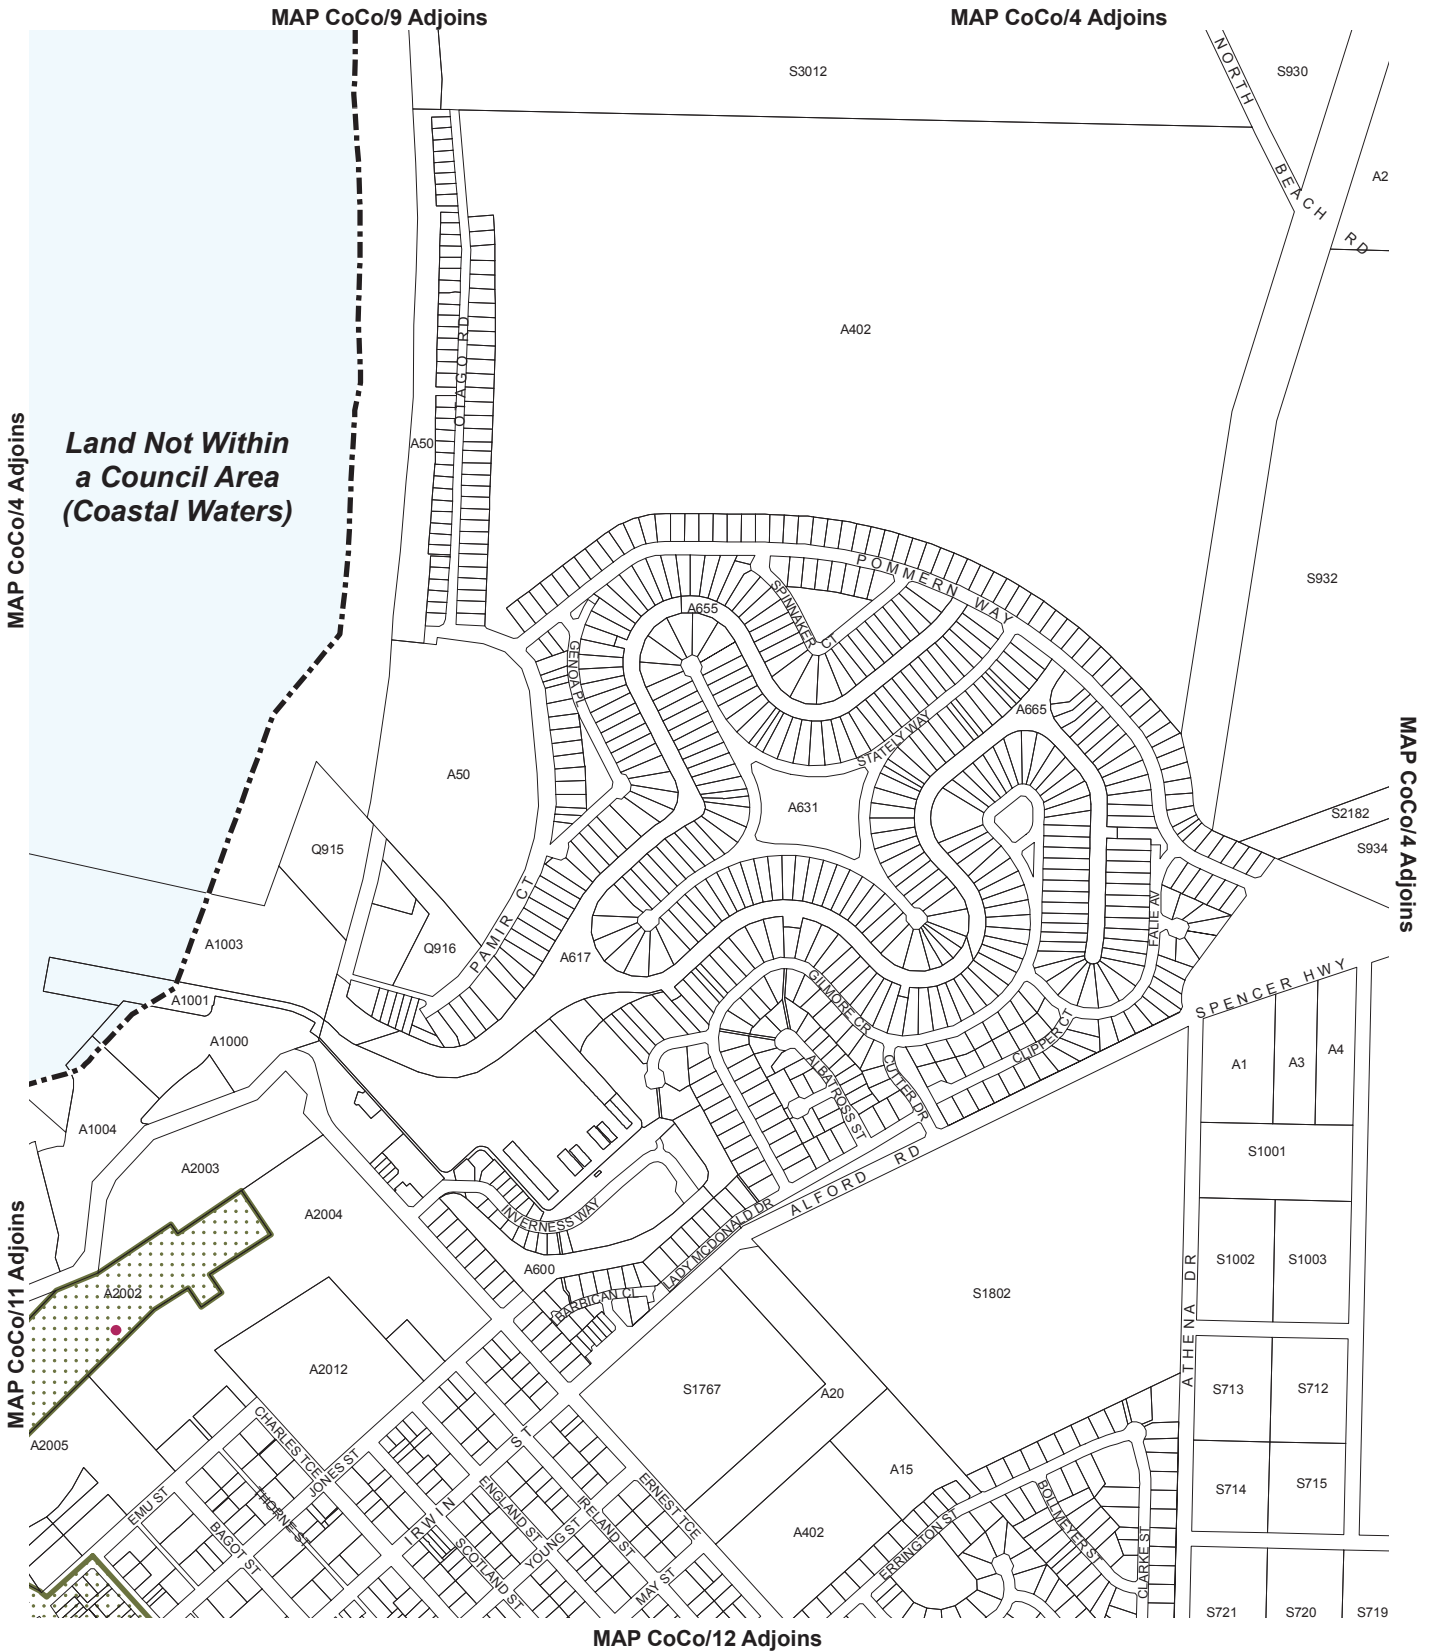 MAP CoCo/9 Adjoins
MAP CoCo/4 Adjoins
S3012
NORTH BEACH RD
S930
A2
A402
OTAGO RD
A50
Land Not Within
a Council Area
(Coastal Waters)
MAP CoCo/4 Adjoins
POMMERN WAY
S932
SPINNAKER CT
A655
GENOA PL
A665
STATELY WAY
MAP CoCo/4 Adjoins
A50
A631
S2182
S934
Q915
PAMIR CT
FALIE AV
A1003
Q916
A617
GILMORE CR
SPENCER HWY
A1001
A1000
CLIPPER CT
ALBATROSS ST
CUTTER DR
A1
A3
A4
A1004
A2003
S1001
ALFORD RD
A2004
INVERNESS WAY
LADY MCDONALD DR
MAP CoCo/11 Adjoins
A600
S1002
S1003
A2002
BARRICAN CL
S1802
ATHENA DR
A2012
S1767
A20
S713
S712
A2005
CHARLES TCE
JONES ST
IRWIN ST
A15
S714
S715
EMU ST
THORNE ST
BAGOT ST
ENGLAND ST
SCOTLAND ST
YOUNG ST
IRELAND ST
ERNEST TCE
MAY ST
A402
ERRINGTON ST
BOLLMEYER ST
CLARKE ST
S721
S720
S719
MAP CoCo/12 Adjoins